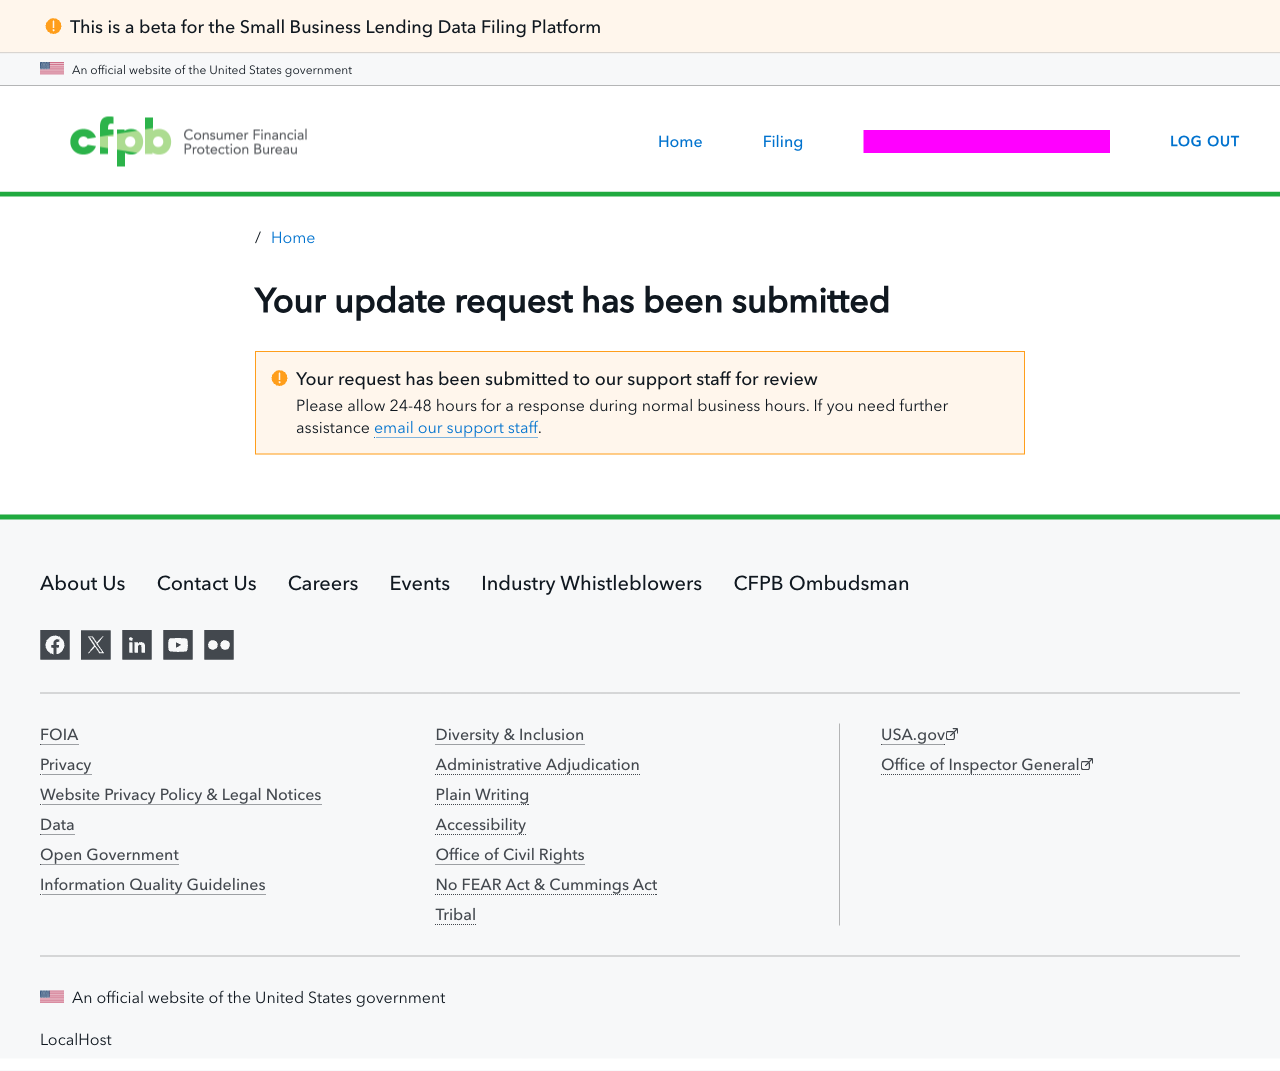 This is a beta for the Small Business Lending Data Filing Platform
An official website of the United States government
cfpb Consumer Financial Protection Bureau
Home
Filing
LOG OUT
/ Home
Your update request has been submitted
Your request has been submitted to our support staff for review
Please allow 24-48 hours for a response during normal business hours. If you need further
assistance email our support staff.
About Us
Contact Us
Careers
Events
Industry Whistleblowers
CFPB Ombudsman
FOIA
Privacy
Website Privacy Policy & Legal Notices
Data
Open Government
Information Quality Guidelines
Diversity & Inclusion
Administrative Adjudication
Plain Writing
Accessibility
Office of Civil Rights
No FEAR Act & Cummings Act
Tribal
USA.gov
Office of Inspector General
An official website of the United States government
LocalHost